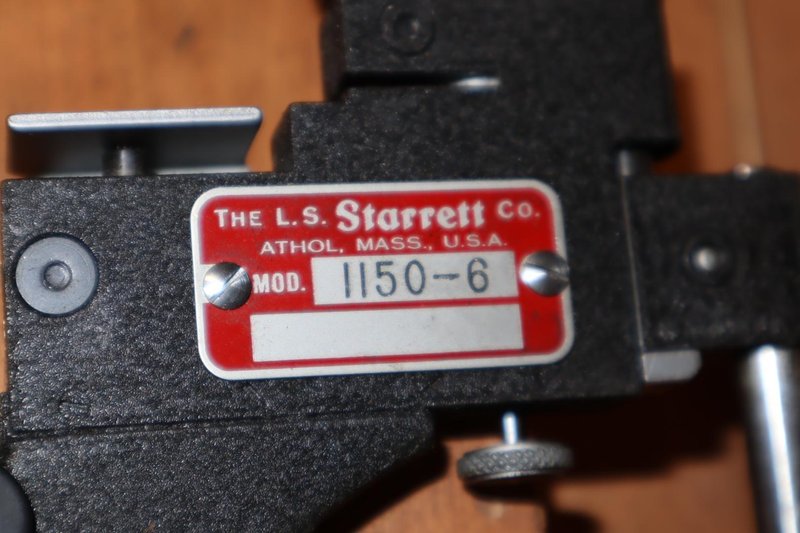 THE L.S. Starrett Co.
ATHOL, MASS., U.S.A.
MOD. 1150-6